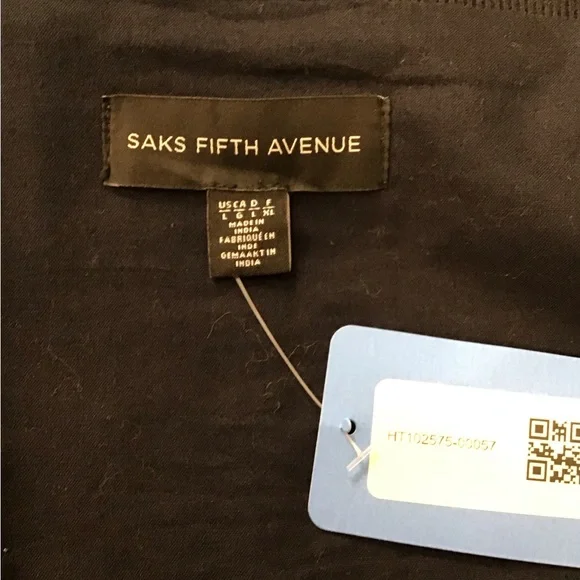 SAKS FIFTH AVENUE
US CA D F
L G L XL
MADE IN
INDIA
FABRIQUÉ EN
INDE
GEMAAKT IN
INDIA
HT102575-00057